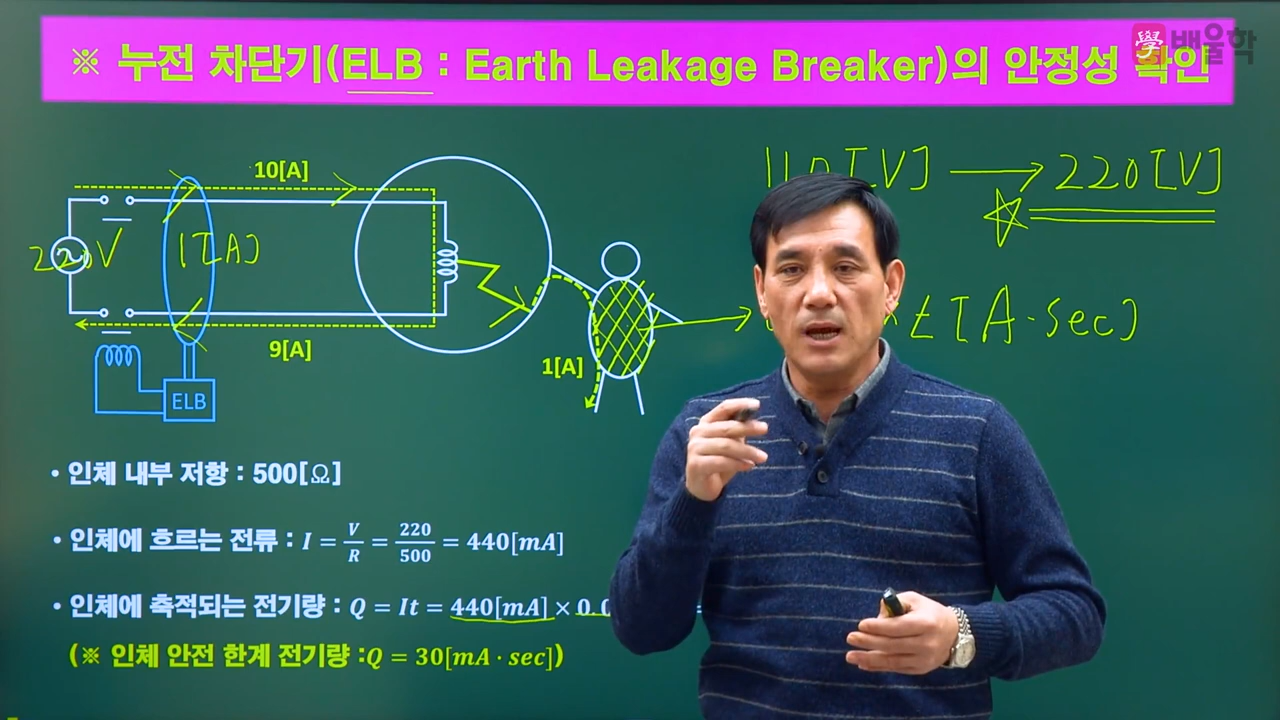 ※ 누전 차단기(ELB : Earth Leakage Breaker)의 안정성 확인
學 배울학
10[A]
110[V] → 220[V]
220V
1[A]
t[A·sec]
9[A]
1[A]
ELB
• 인체 내부 저항 : 500[Ω]
• 인체에 흐르는 전류 : I = V/R = 220/500 = 440[mA]
• 인체에 축적되는 전기량 : Q = It = 440[mA] × 0.0
(※ 인체 안전 한계 전기량 :Q = 30[mA · sec])